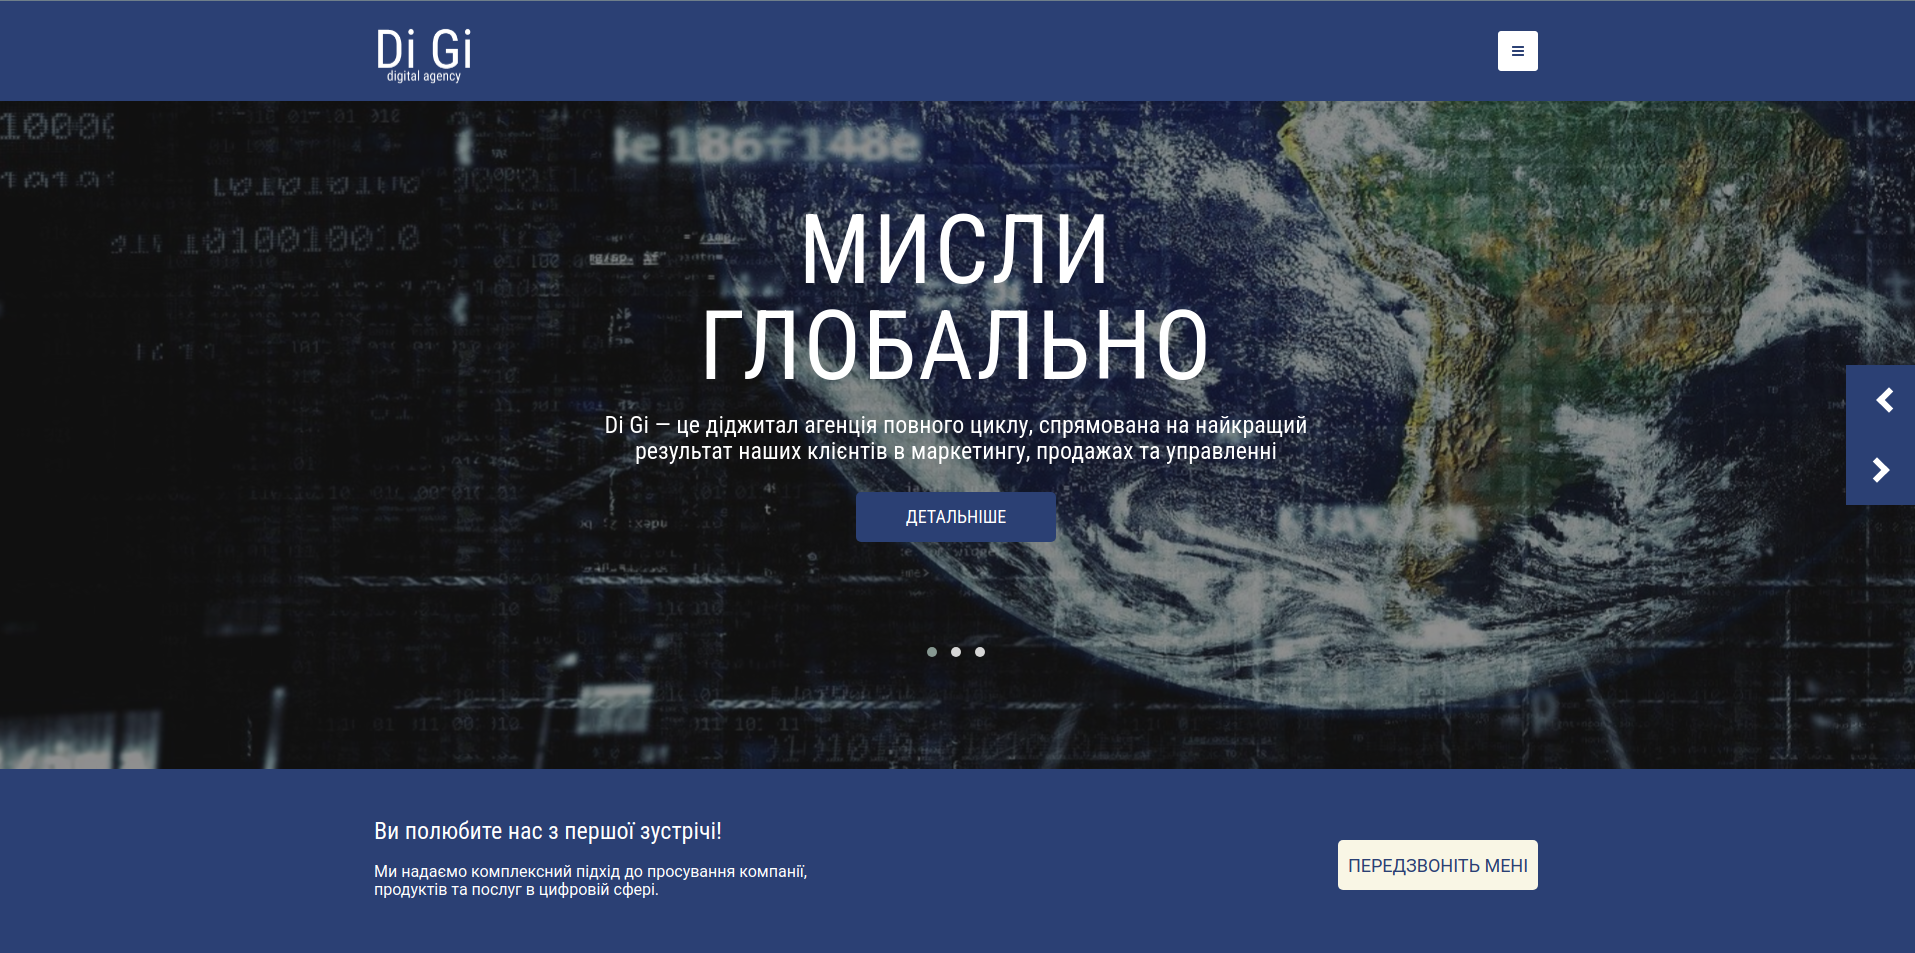 Di Gi
digital agency
le186f148e
МИСЛИ
ГЛОБАЛЬНО
Di Gi — це діджитал агенція повного циклу, спрямована на найкращий
результат наших клієнтів в маркетингу, продажах та управленні
ДЕТАЛЬНІШЕ
Ви полюбите нас з першої зустрічі!
Ми надаємо комплексний підхід до просування компанії,
продуктів та послуг в цифровій сфері.
ПЕРЕДЗВОНІТЬ МЕНІ